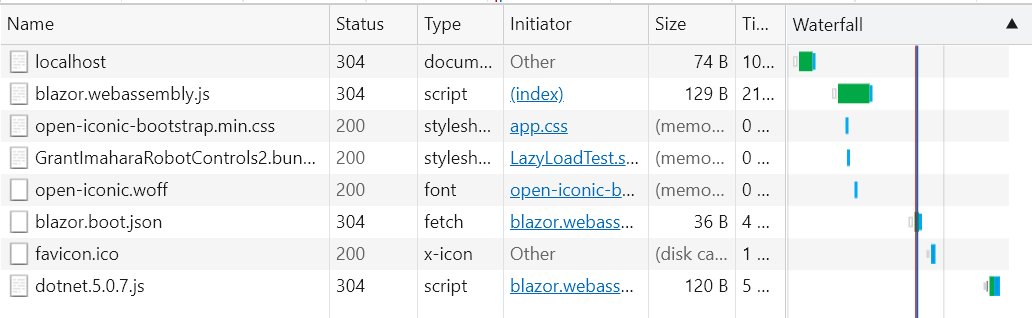 Name Status Type Initiator Size Ti... Waterfall
localhost 304 docum... Other 74 B 10...
blazor.webassembly.js 304 script (index) 129 B 21...
open-iconic-bootstrap.min.css 200 stylesh... app.css (memo... 0 ...
GrantImaharaRobotControls2.bun... 200 stylesh... LazyLoadTest.s... (memo... 0 ...
open-iconic.woff 200 font open-iconic-b... (memo... 0 ...
blazor.boot.json 304 fetch blazor.webass... 36 B 4 ...
favicon.ico 200 x-icon Other (disk ca... 1 ...
dotnet.5.0.7.js 304 script blazor.webass... 120 B 5 ...